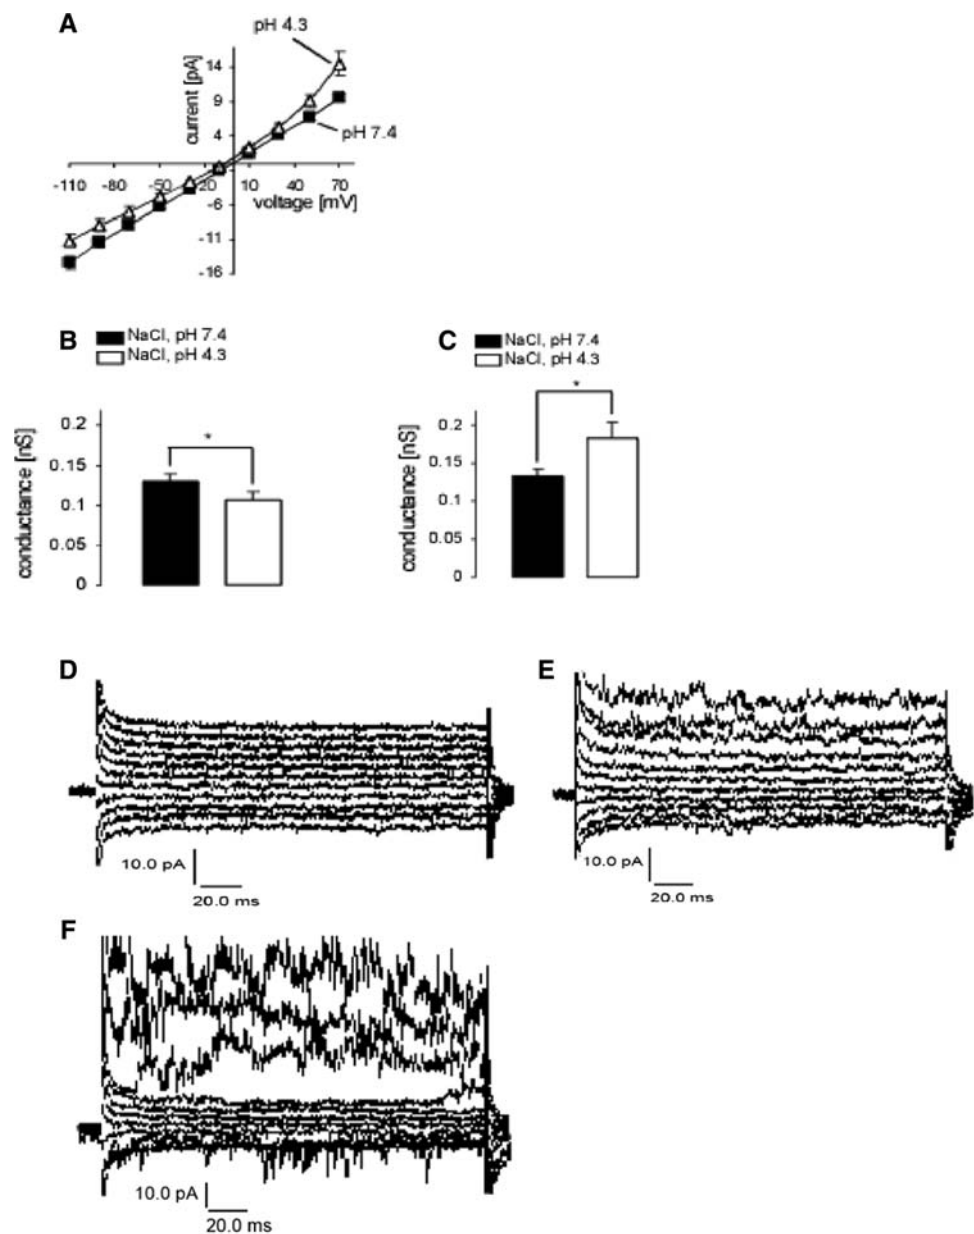 A
pH 4.3
current [pA]
14
9
4
pH 7.4
-110 -80 -50 -20 10 40 70
voltage [mV]
-6
-11
-16
B
NaCl, pH 7.4
NaCl, pH 4.3
conductance [nS]
0.2
0.15
0.1
0.05
0
*
C
NaCl, pH 7.4
NaCl, pH 4.3
conductance [nS]
0.2
0.15
0.1
0.05
0
*
D
10.0 pA
20.0 ms
E
10.0 pA
20.0 ms
F
10.0 pA
20.0 ms